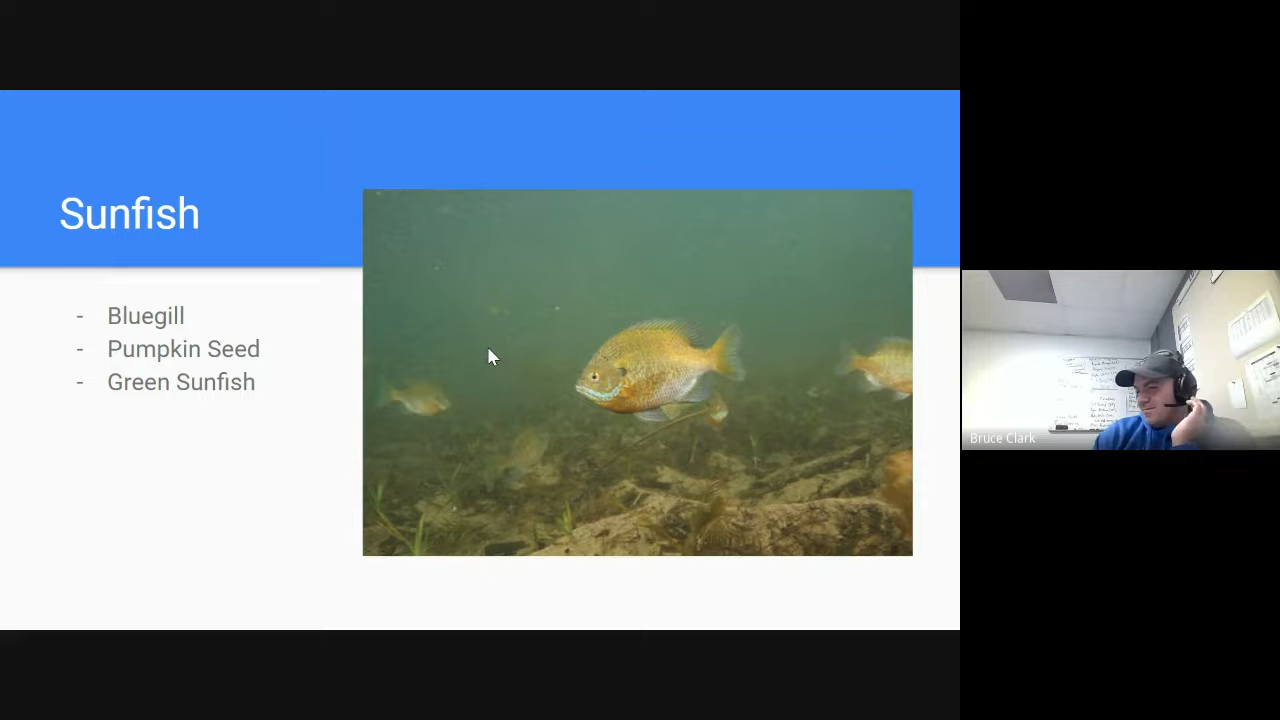 Sunfish
- Bluegill
- Pumpkin Seed
- Green Sunfish
Bruce Clark